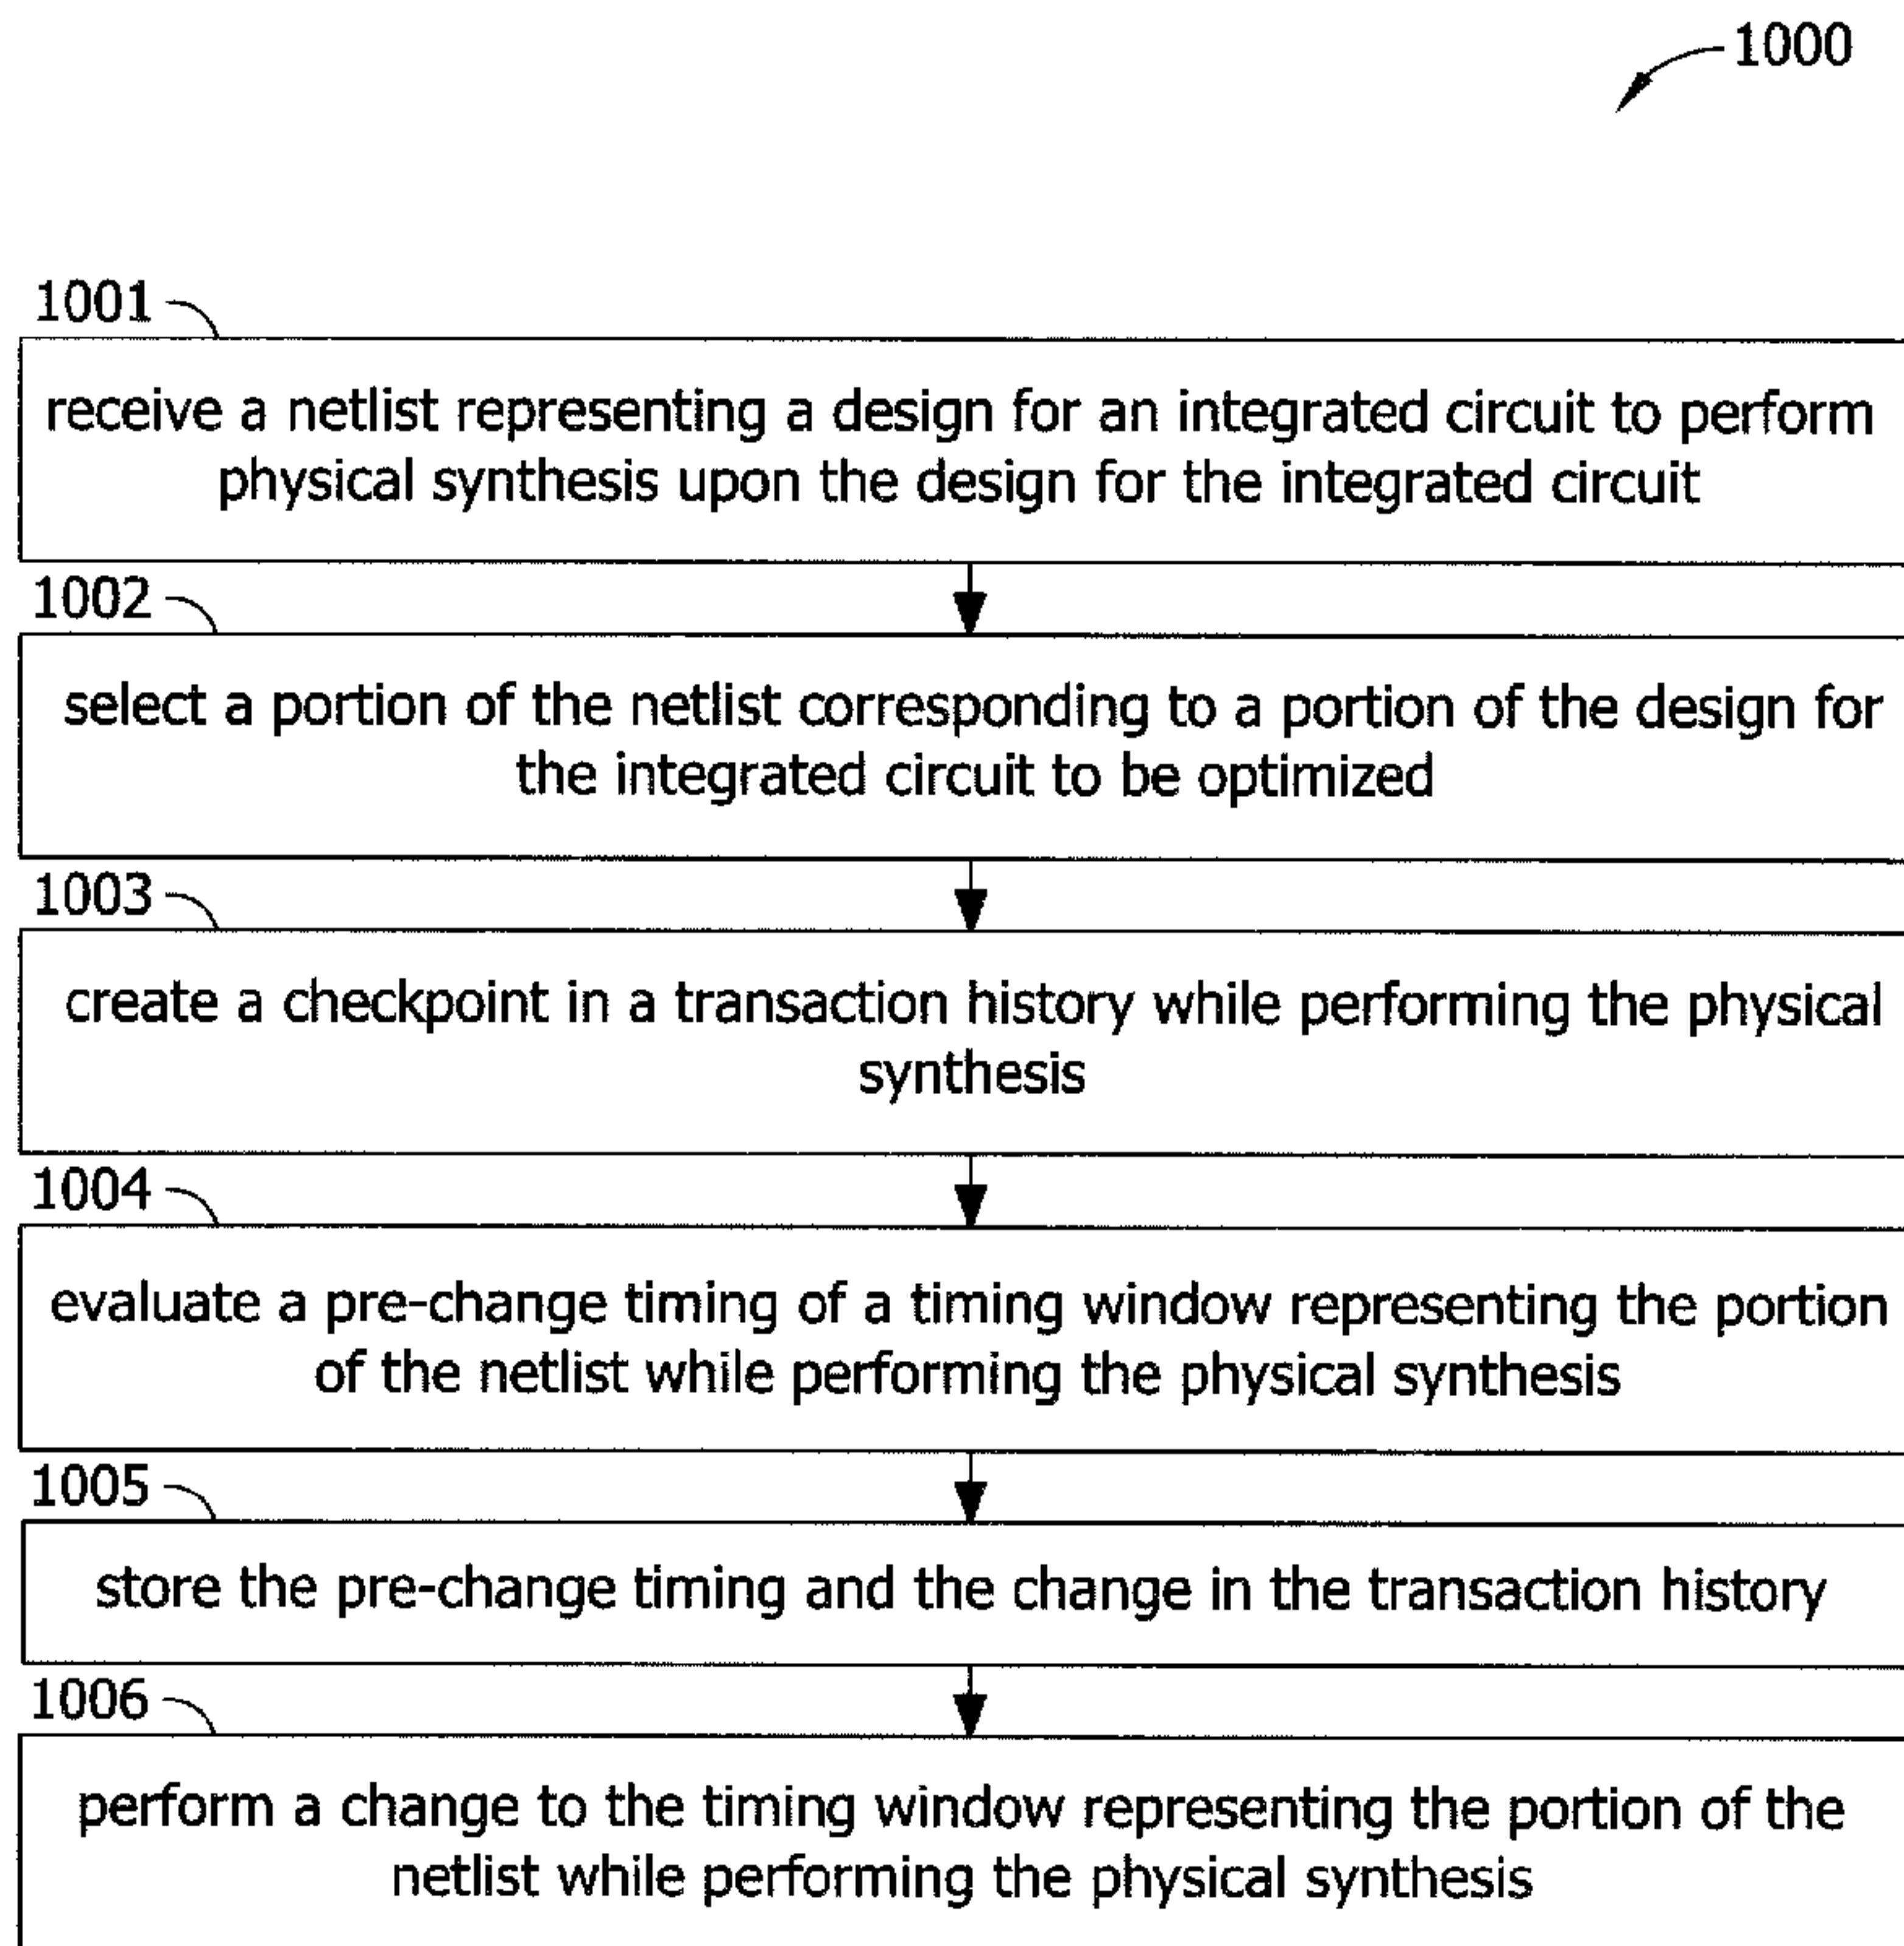 1000
1001
receive a netlist representing a design for an integrated circuit to perform
physical synthesis upon the design for the integrated circuit
1002
select a portion of the netlist corresponding to a portion of the design for
the integrated circuit to be optimized
1003
create a checkpoint in a transaction history while performing the physical
synthesis
1004
evaluate a pre-change timing of a timing window representing the portion
of the netlist while performing the physical synthesis
1005
store the pre-change timing and the change in the transaction history
1006
perform a change to the timing window representing the portion of the
netlist while performing the physical synthesis